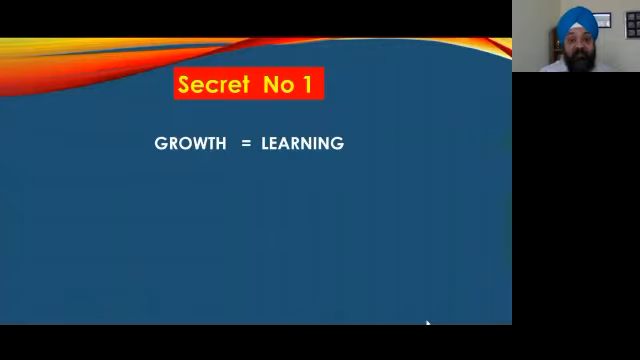 Secret No 1
GROWTH = LEARNING